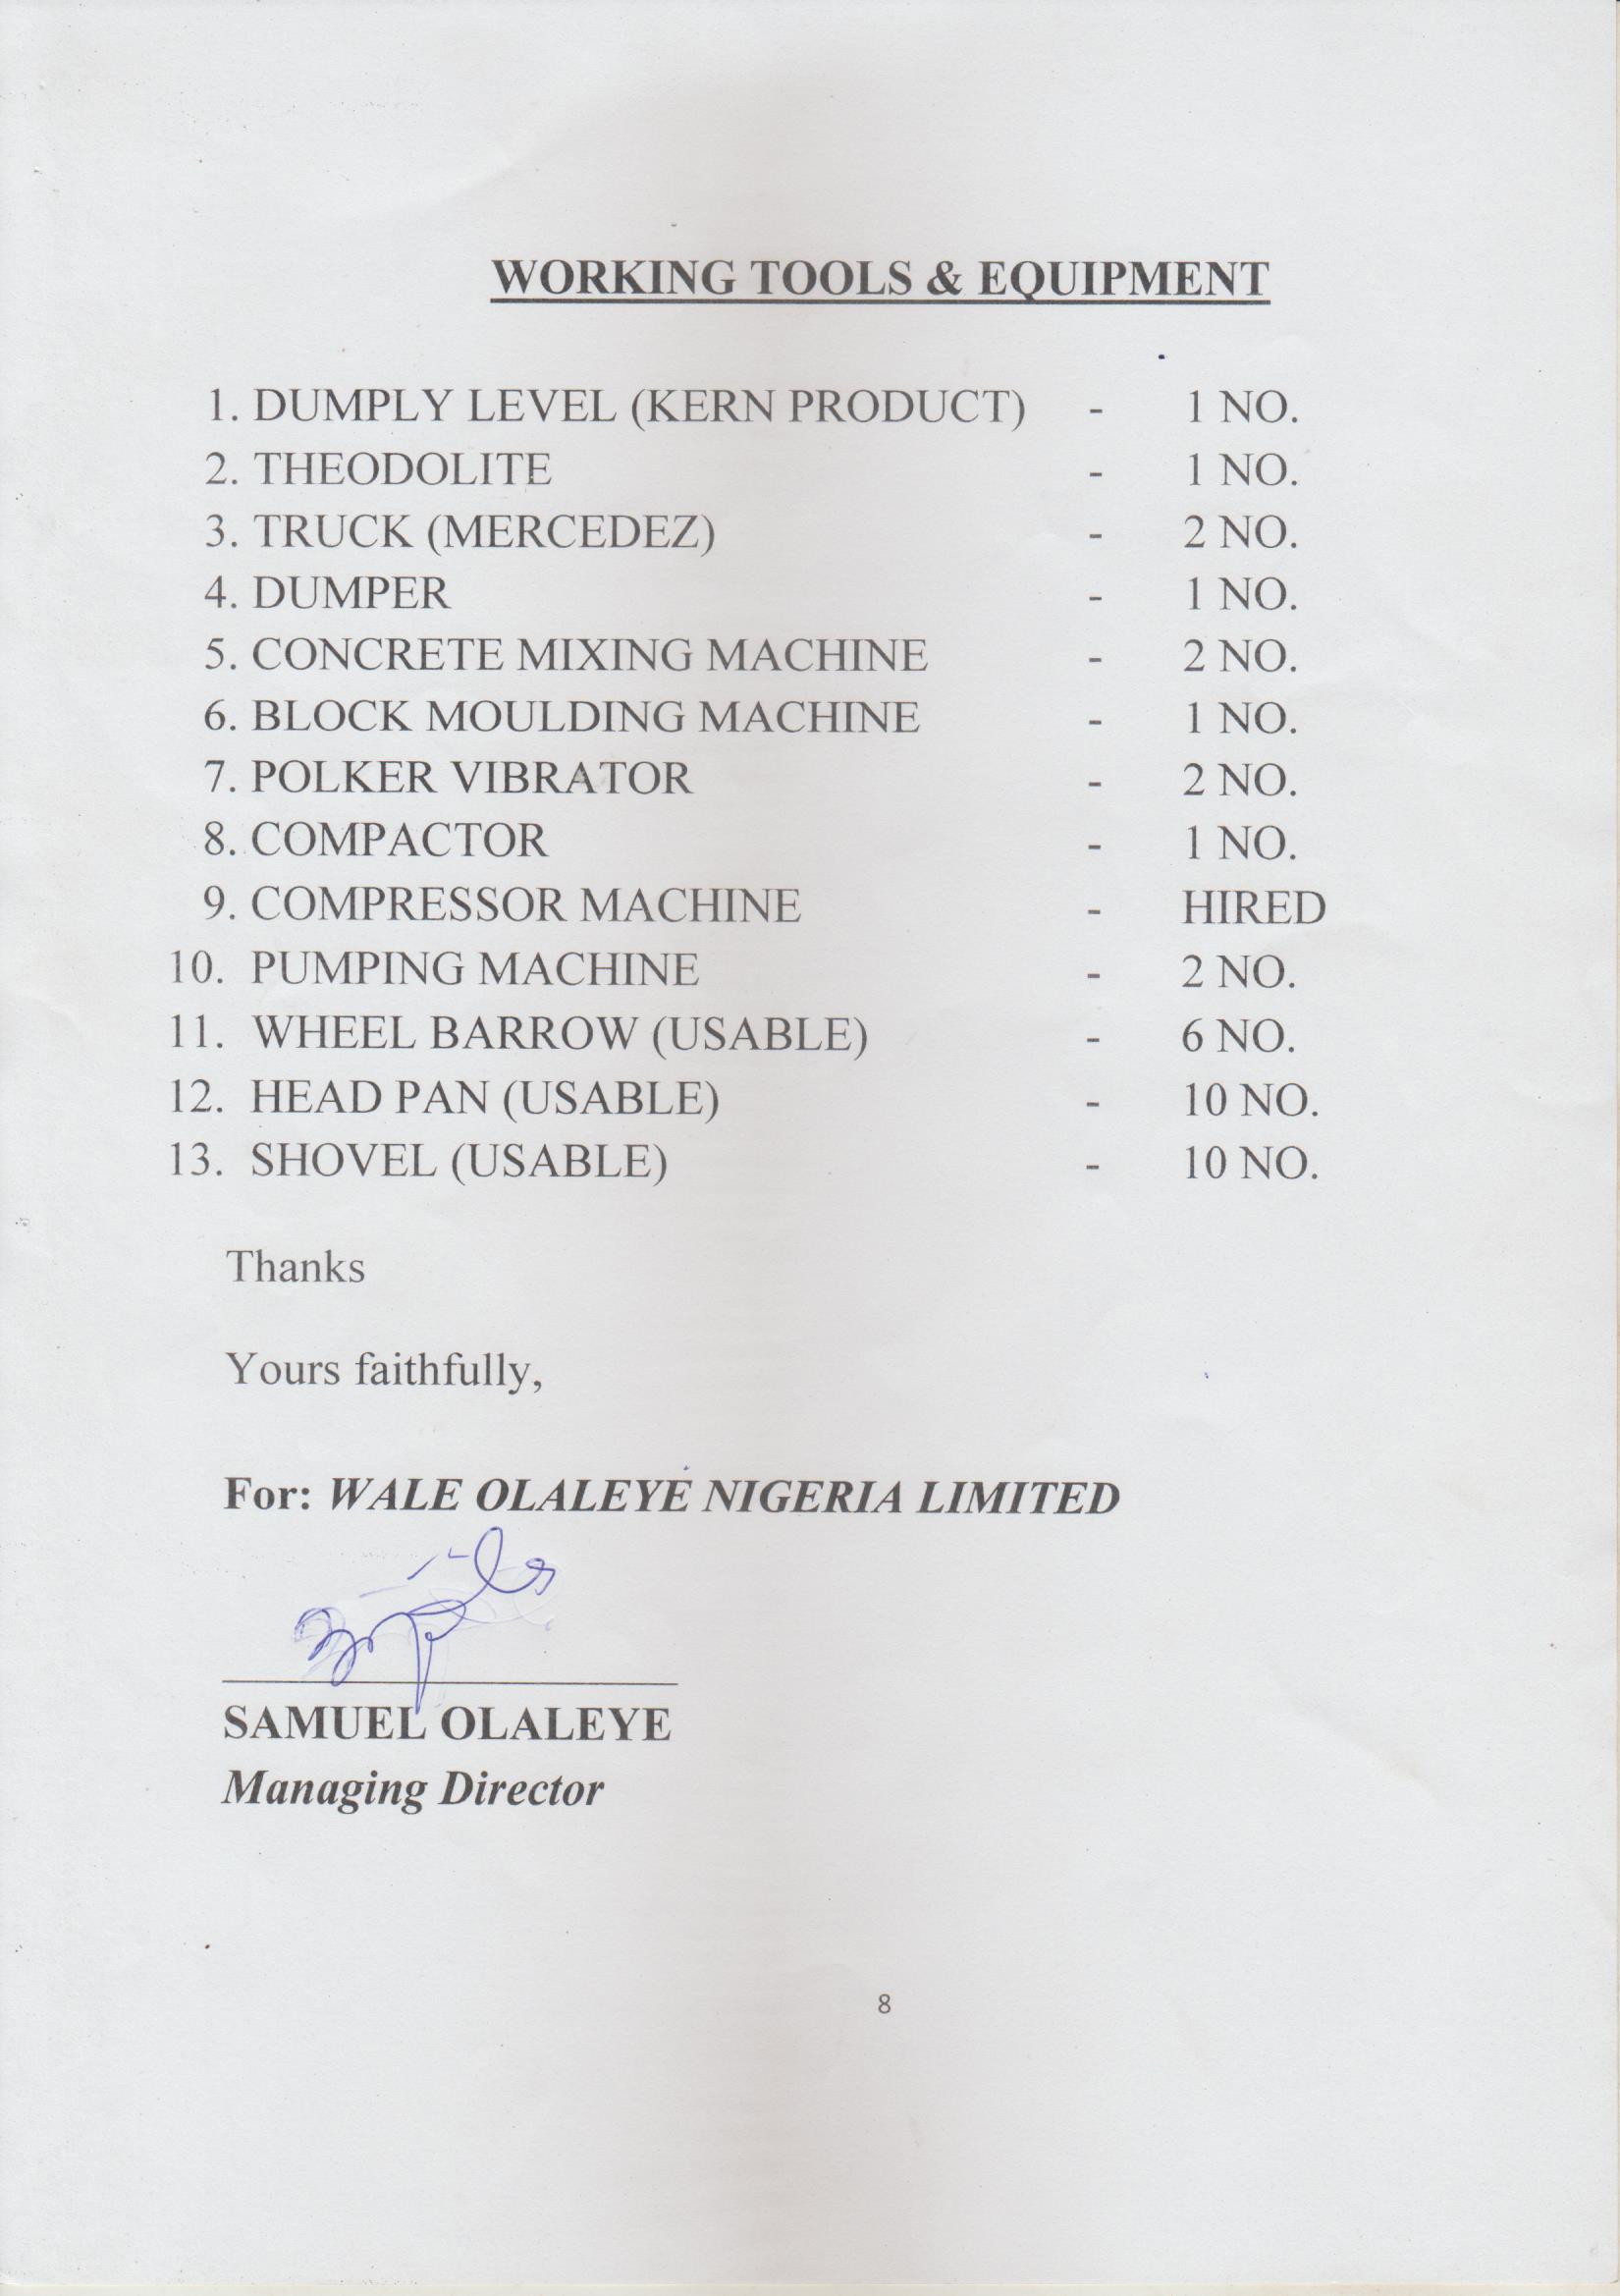 WORKING TOOLS & EQUIPMENT
1. DUMPLY LEVEL (KERN PRODUCT) - 1 NO.
2. THEODOLITE - 1 NO.
3. TRUCK (MERCEDEZ) - 2 NO.
4. DUMPER - 1 NO.
5. CONCRETE MIXING MACHINE - 2 NO.
6. BLOCK MOULDING MACHINE - 1 NO.
7. POLKER VIBRATOR - 2 NO.
8. COMPACTOR - 1 NO.
9. COMPRESSOR MACHINE - HIRED
10. PUMPING MACHINE - 2 NO.
11. WHEEL BARROW (USABLE) - 6 NO.
12. HEAD PAN (USABLE) - 10 NO.
13. SHOVEL (USABLE) - 10 NO.
Thanks
Yours faithfully,
For: WALE OLALEYE NIGERIA LIMITED
SAMUEL OLALEYE
Managing Director
8